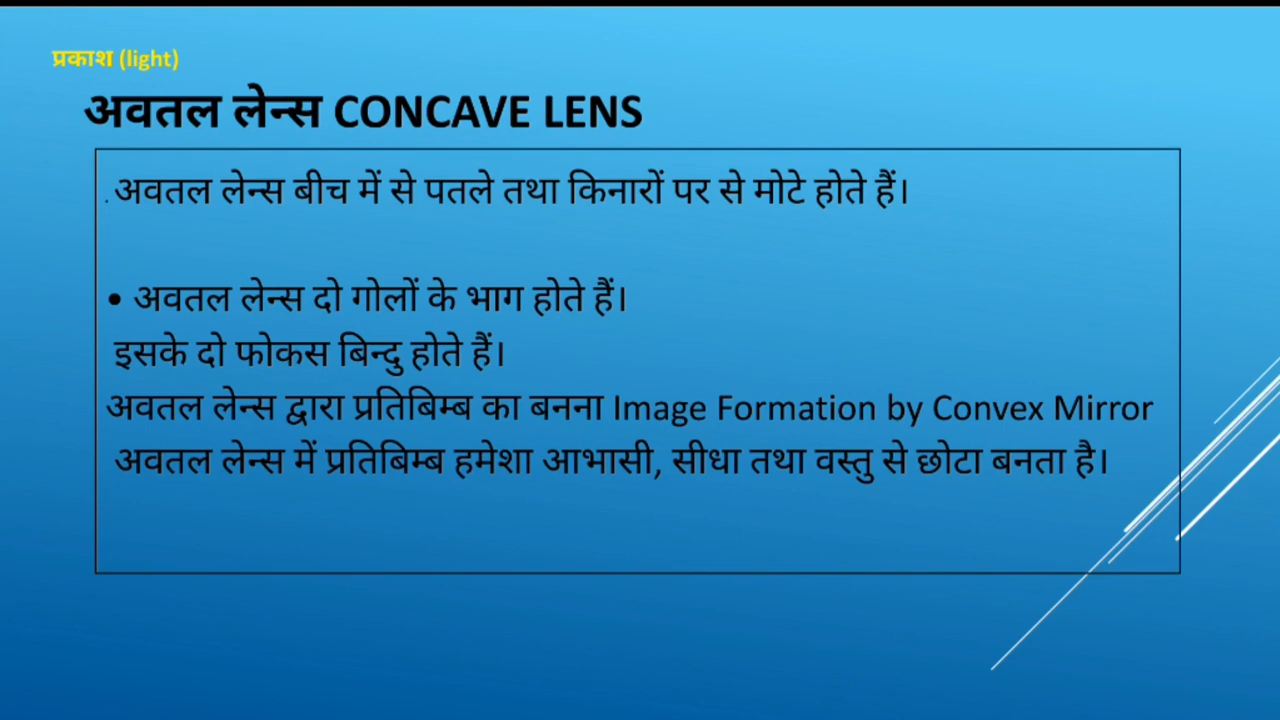 प्रकाश (light)
अवतल लेन्स CONCAVE LENS
. अवतल लेन्स बीच में से पतले तथा किनारों पर से मोटे होते हैं।
• अवतल लेन्स दो गोलों के भाग होते हैं।
इसके दो फोकस बिन्दु होते हैं।
अवतल लेन्स द्वारा प्रतिबिम्ब का बनना Image Formation by Convex Mirror
अवतल लेन्स में प्रतिबिम्ब हमेशा आभासी, सीधा तथा वस्तु से छोटा बनता है।